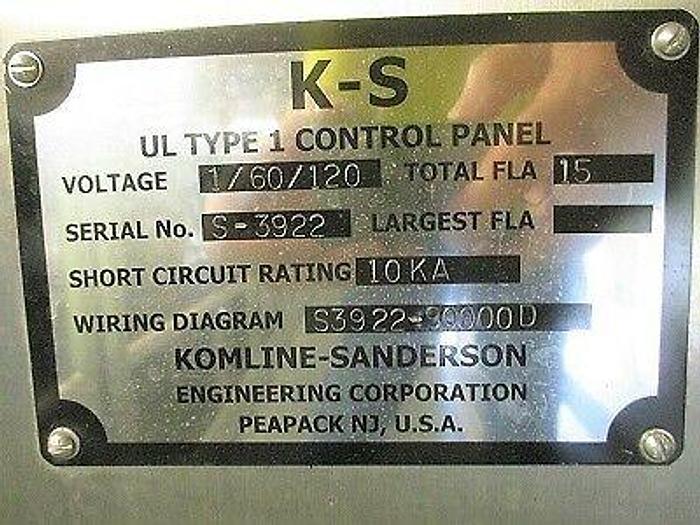 K-S
UL TYPE 1 CONTROL PANEL
VOLTAGE 1/60/120 TOTAL FLA 15
SERIAL No. S-3922 LARGEST FLA
SHORT CIRCUIT RATING 10KA
WIRING DIAGRAM S3922-90000D
KOMLINE-SANDERSON
ENGINEERING CORPORATION
PEAPACK NJ, U.S.A.